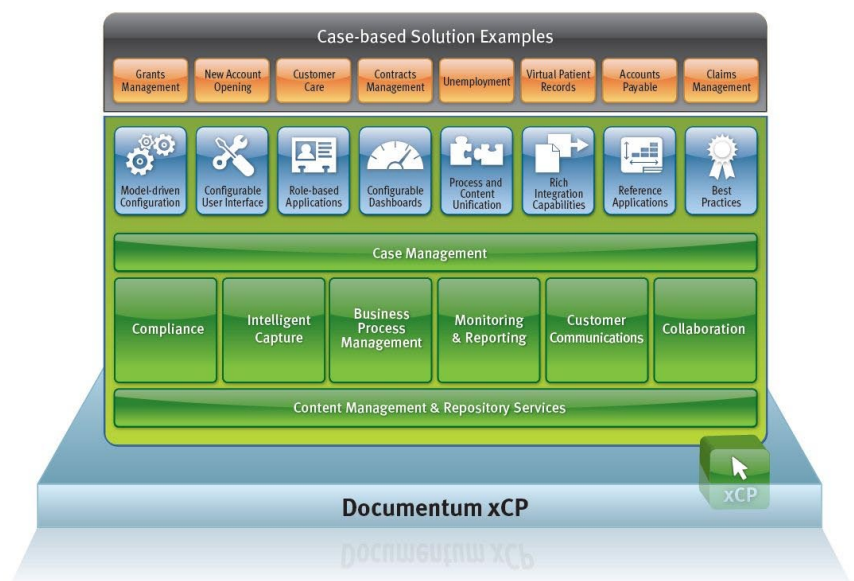 Case-based Solution Examples
Grants
Management
New Account
Opening
Customer
Care
Contracts
Management
Unemployment
Virtual Patient
Records
Accounts
Payable
Claims
Management
Model-driven
Configuration
Configurable
User Interface
Role-based
Applications
Configurable
Dashboards
Process and
Content
Unification
Rich
Integration
Capabilities
Reference
Applications
Best
Practices
Case Management
Compliance
Intelligent
Capture
Business
Process
Management
Monitoring
& Reporting
Customer
Communications
Collaboration
Content Management & Repository Services
xCP
Documentum xCP